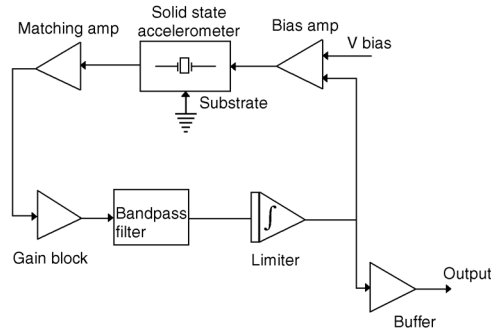 Matching amp
Solid state
accelerometer
Bias amp
V bias
Substrate
Gain block
Bandpass
filter
Limiter
Output
Buffer